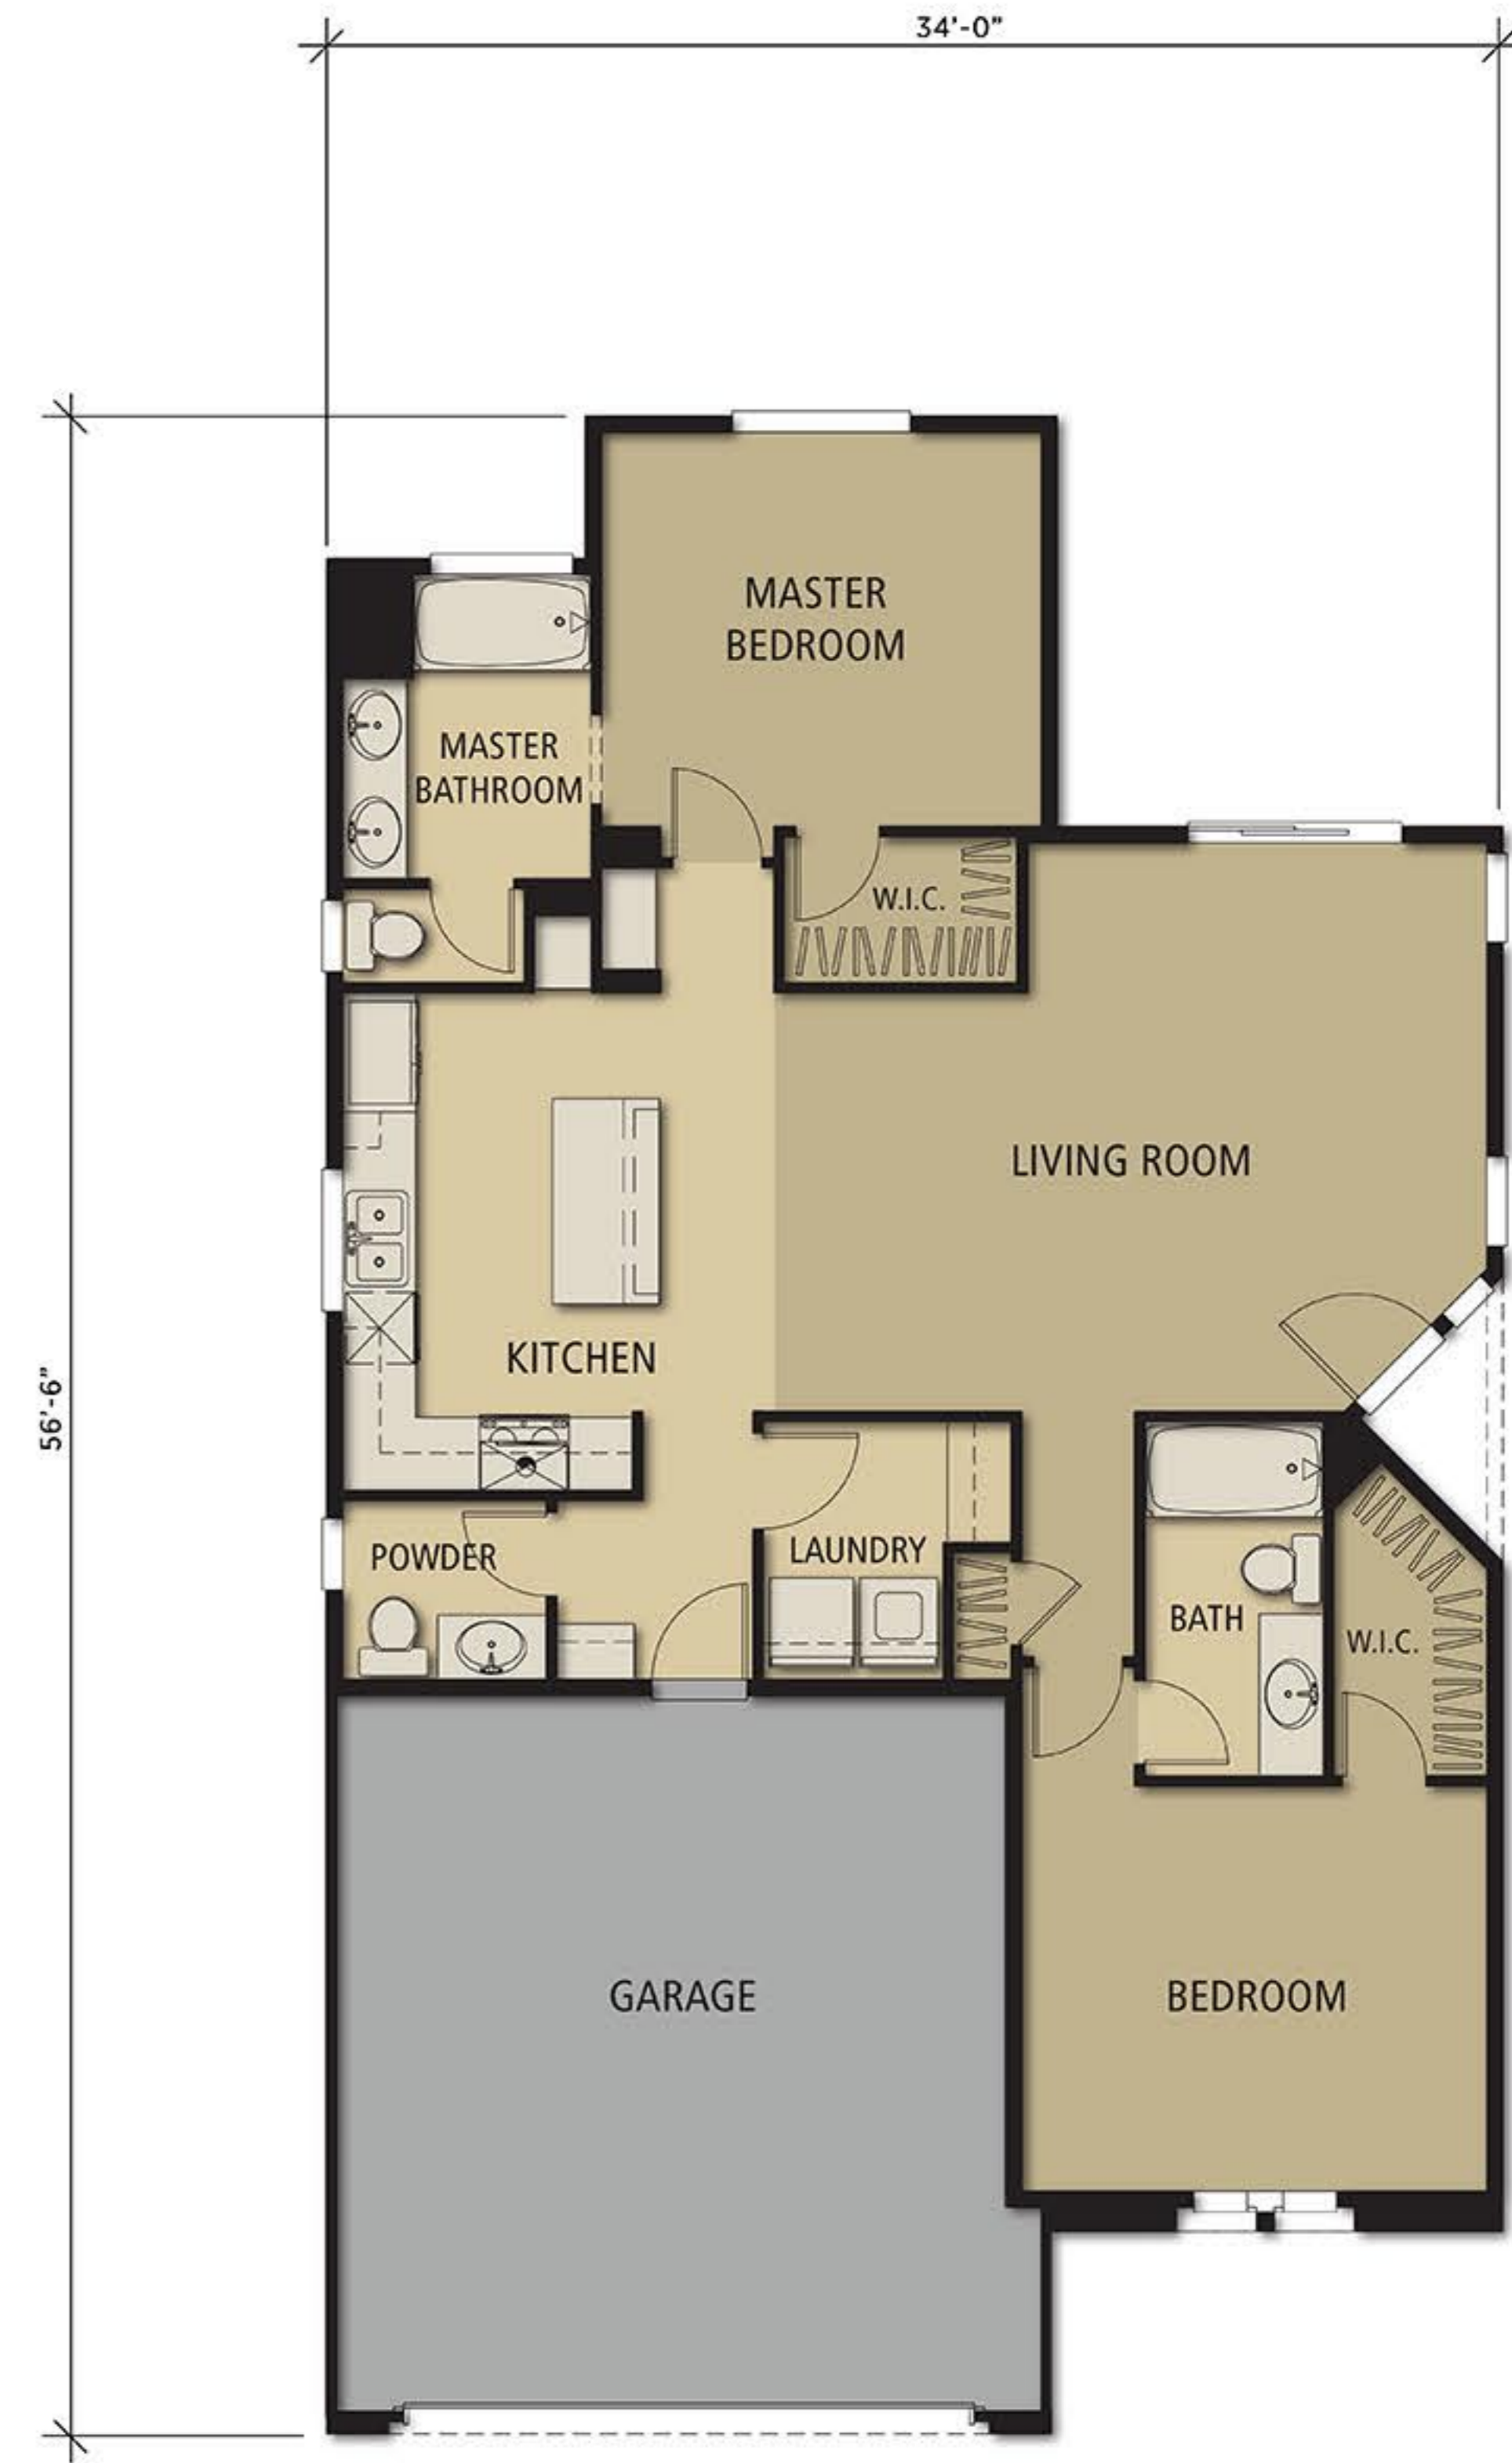 34'-0"
MASTER
BEDROOM
MASTER
BATHROOM
W.I.C.
LIVING ROOM
KITCHEN
56'-6"
POWDER
LAUNDRY
BATH
W.I.C.
GARAGE
BEDROOM